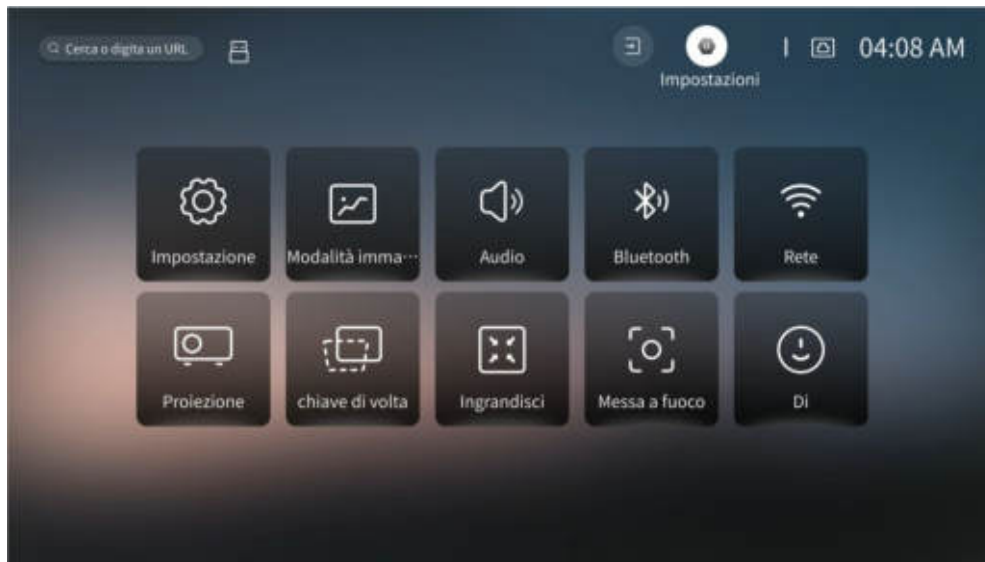 Cerca o digita un URL
04:08 AM
Impostazioni
Impostazione
Modalità imma···
Audio
Bluetooth
Rete
Proiezione
chiave di volta
Ingrandisci
Messa a fuoco
Di